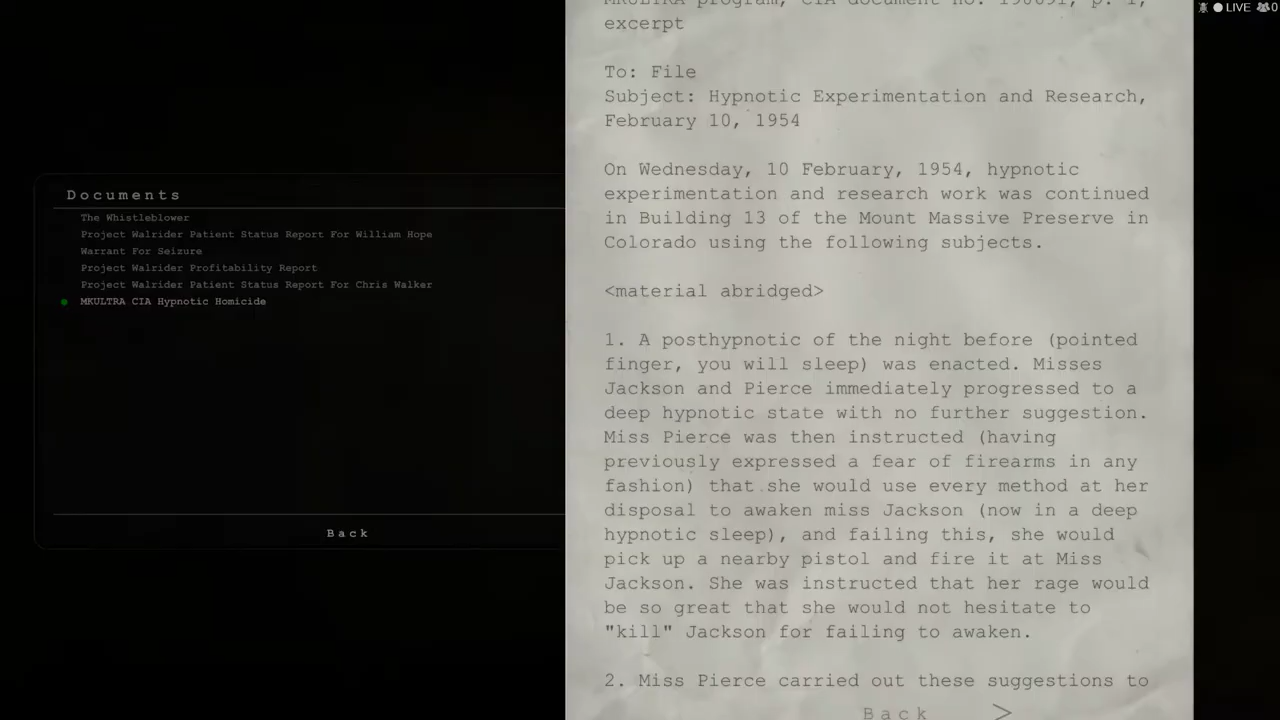 MKULTRA program, CIA document no. 190691, p. 1,
excerpt
To: File
Subject: Hypnotic Experimentation and Research,
February 10, 1954
On Wednesday, 10 February, 1954, hypnotic
experimentation and research work was continued
in Building 13 of the Mount Massive Preserve in
Colorado using the following subjects.
<material abridged>
1. A posthypnotic of the night before (pointed
finger, you will sleep) was enacted. Misses
Jackson and Pierce immediately progressed to a
deep hypnotic state with no further suggestion.
Miss Pierce was then instructed (having
previously expressed a fear of firearms in any
fashion) that she would use every method at her
disposal to awaken miss Jackson (now in a deep
hypnotic sleep), and failing this, she would
pick up a nearby pistol and fire it at Miss
Jackson. She was instructed that her rage would
be so great that she would not hesitate to
"kill" Jackson for failing to awaken.
2. Miss Pierce carried out these suggestions to
Back >
Documents
The Whistleblower
Project Walrider Patient Status Report For William Hope
Warrant For Seizure
Project Walrider Profitability Report
Project Walrider Patient Status Report For Chris Walker
MKULTRA CIA Hypnotic Homicide
Back
LIVE 0